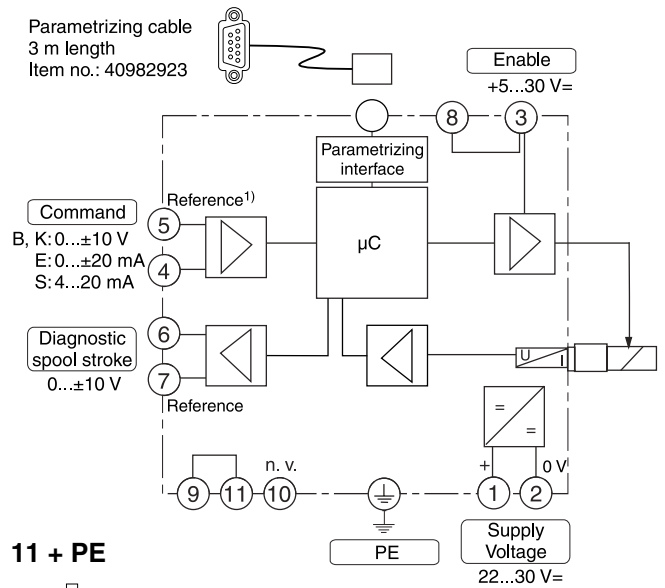 Parametrizing cable
3 m length
Item no.: 40982923
Enable
+5...30 V=
8
3
Parametrizing
interface
Reference1)
Command
5
B, K: 0...±10 V
E: 0...±20 mA
S: 4...20 mA
4
µC
6
Diagnostic
spool stroke
0...±10 V
7
Reference
U
I
=
=
+
0 V
n. v.
9
11
10
1
2
PE
Supply
Voltage
22...30 V=
11 + PE